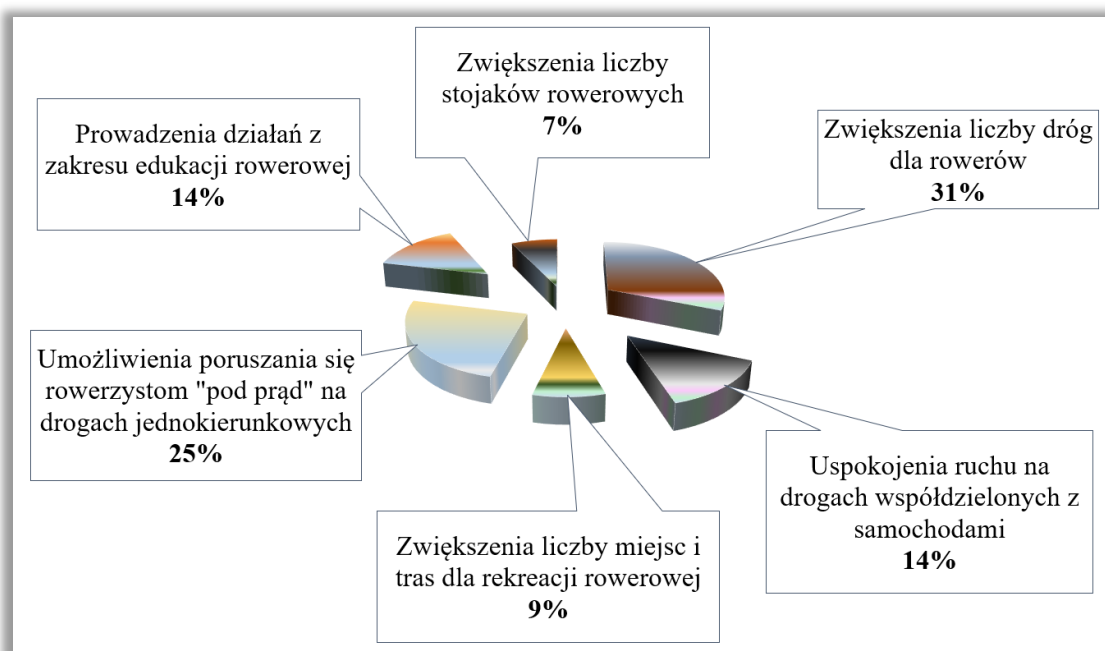 Zwiększenia liczby
stojaków rowerowych
7%
Prowadzenia działań z
zakresu edukacji rowerowej
14%
Zwiększenia liczby dróg
dla rowerów
31%
Umożliwienia poruszania się
rowerzystom "pod prąd" na
drogach jednokierunkowych
25%
Uspokojenia ruchu na
drogach współdzielonych z
samochodami
14%
Zwiększenia liczby miejsc i
tras dla rekreacji rowerowej
9%